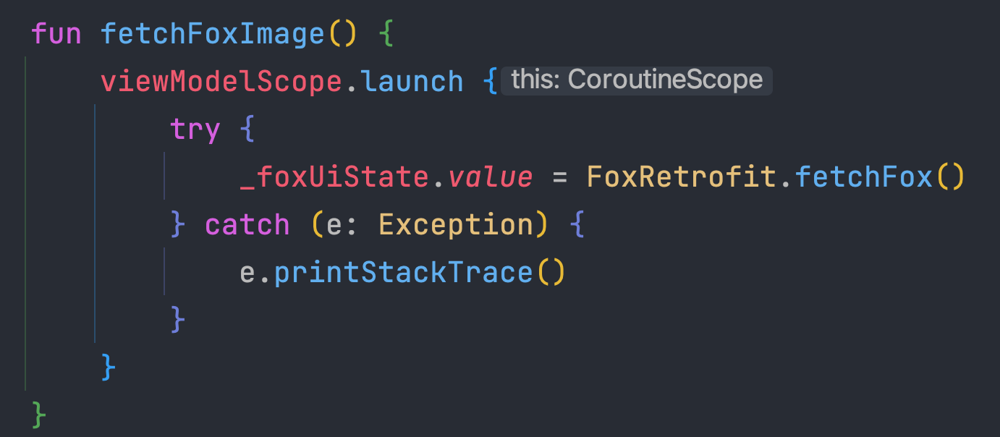 fun fetchFoxImage() {
    viewModelScope.launch { this: CoroutineScope
        try {
            _foxUiState.value = FoxRetrofit.fetchFox()
        } catch (e: Exception) {
            e.printStackTrace()
        }
    }
}